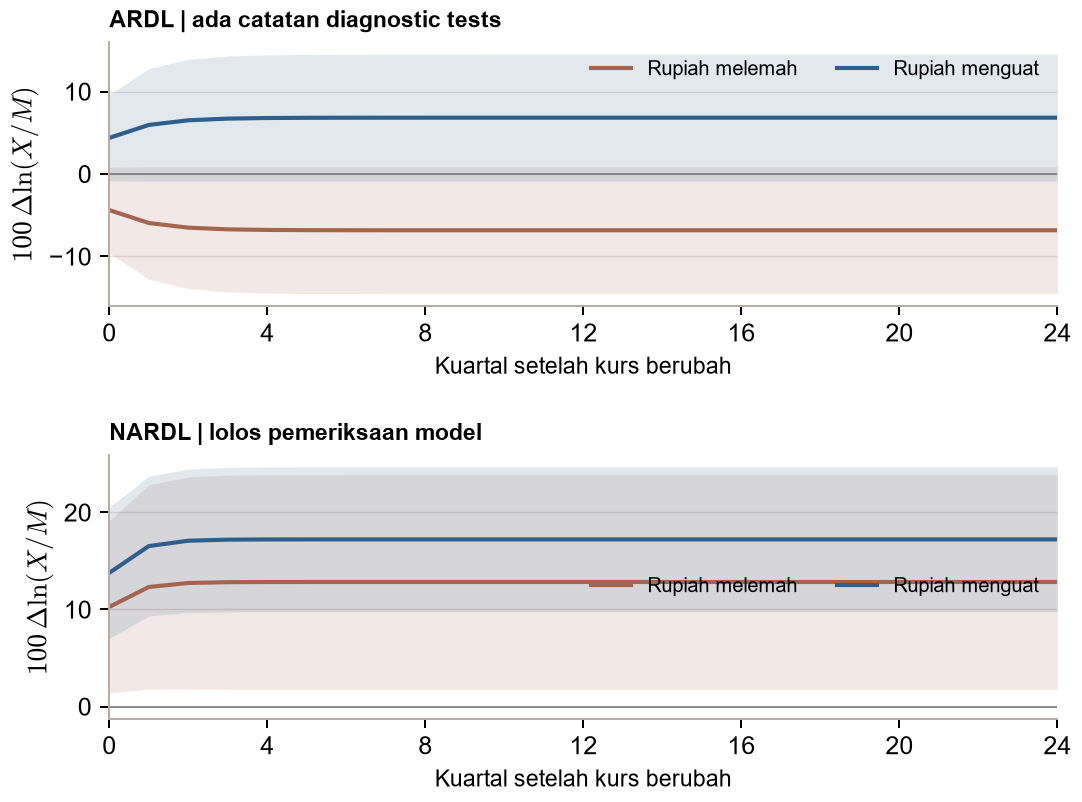 ARDL | ada catatan diagnostic tests
100 Δln(X/M)
10
0
−10
Rupiah melemah Rupiah menguat
0 4 8 12 16 20 24
Kuartal setelah kurs berubah
NARDL | lolos pemeriksaan model
100 Δln(X/M)
20
10
0
Rupiah melemah Rupiah menguat
0 4 8 12 16 20 24
Kuartal setelah kurs berubah